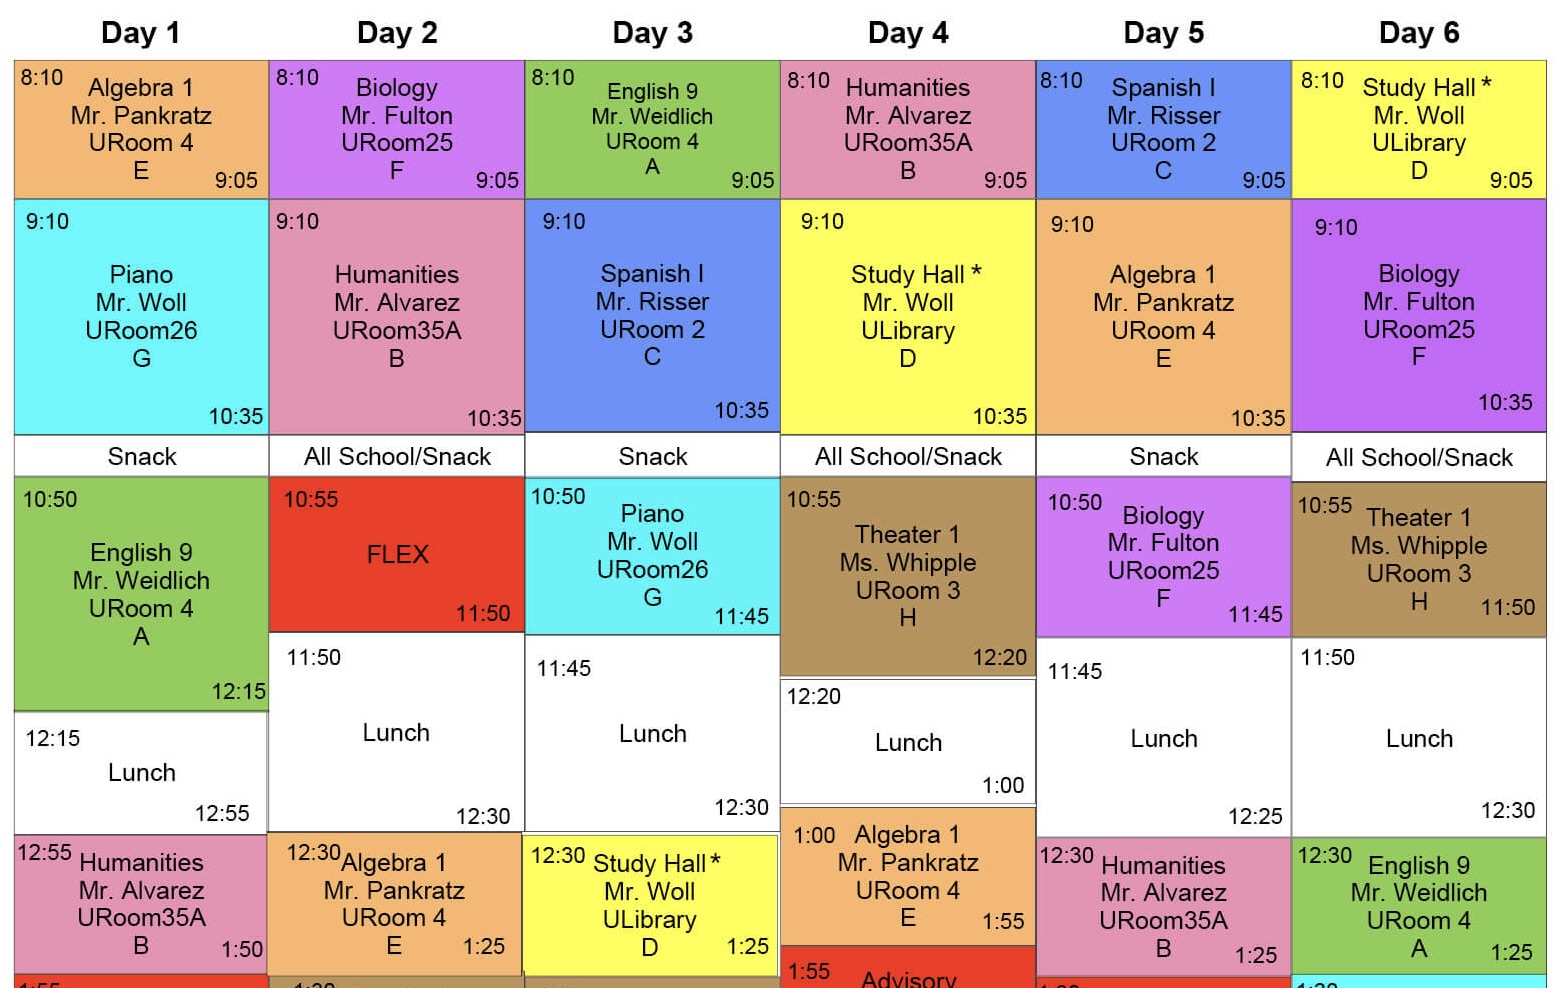 Day 1
Day 2
Day 3
Day 4
Day 5
Day 6
8:10
Algebra 1
Mr. Pankratz
URoom 4
E
9:05
8:10
Biology
Mr. Fulton
URoom25
F
9:05
8:10
English 9
Mr. Weidlich
URoom 4
A
9:05
8:10
Humanities
Mr. Alvarez
URoom35A
B
9:05
8:10
Spanish I
Mr. Risser
URoom 2
C
9:05
8:10
Study Hall *
Mr. Woll
ULibrary
D
9:05
9:10
Piano
Mr. Woll
URoom26
G
10:35
9:10
Humanities
Mr. Alvarez
URoom35A
B
10:35
9:10
Spanish I
Mr. Risser
URoom 2
C
10:35
9:10
Study Hall *
Mr. Woll
ULibrary
D
10:35
9:10
Algebra 1
Mr. Pankratz
URoom 4
E
10:35
9:10
Biology
Mr. Fulton
URoom25
F
10:35
Snack
All School/Snack
Snack
All School/Snack
Snack
All School/Snack
10:50
English 9
Mr. Weidlich
URoom 4
A
12:15
10:55
FLEX
11:50
10:50
Piano
Mr. Woll
URoom26
G
11:45
10:55
Theater 1
Ms. Whipple
URoom 3
H
12:20
10:50
Biology
Mr. Fulton
URoom25
F
11:45
10:55
Theater 1
Ms. Whipple
URoom 3
H
11:50
12:15
Lunch
12:55
11:50
Lunch
12:30
11:45
Lunch
12:30
12:20
Lunch
1:00
11:45
Lunch
12:25
11:50
Lunch
12:30
12:55
Humanities
Mr. Alvarez
URoom35A
B
1:50
12:30
Algebra 1
Mr. Pankratz
URoom 4
E
1:25
12:30
Study Hall *
Mr. Woll
ULibrary
D
1:25
1:00
Algebra 1
Mr. Pankratz
URoom 4
E
1:55
12:30
Humanities
Mr. Alvarez
URoom35A
B
1:25
12:30
English 9
Mr. Weidlich
URoom 4
A
1:25
1:55
Advisory